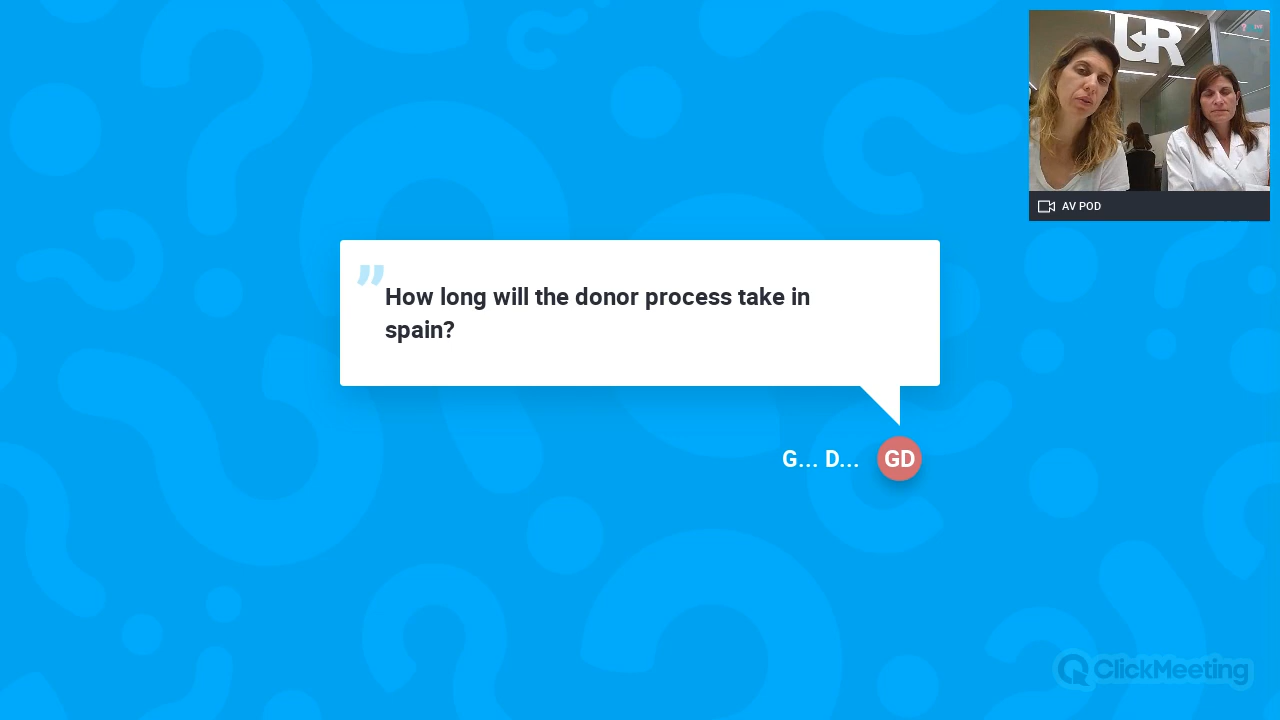 UR
AV POD
How long will the donor process take in
spain?
G... D...
GD
ClickMeeting